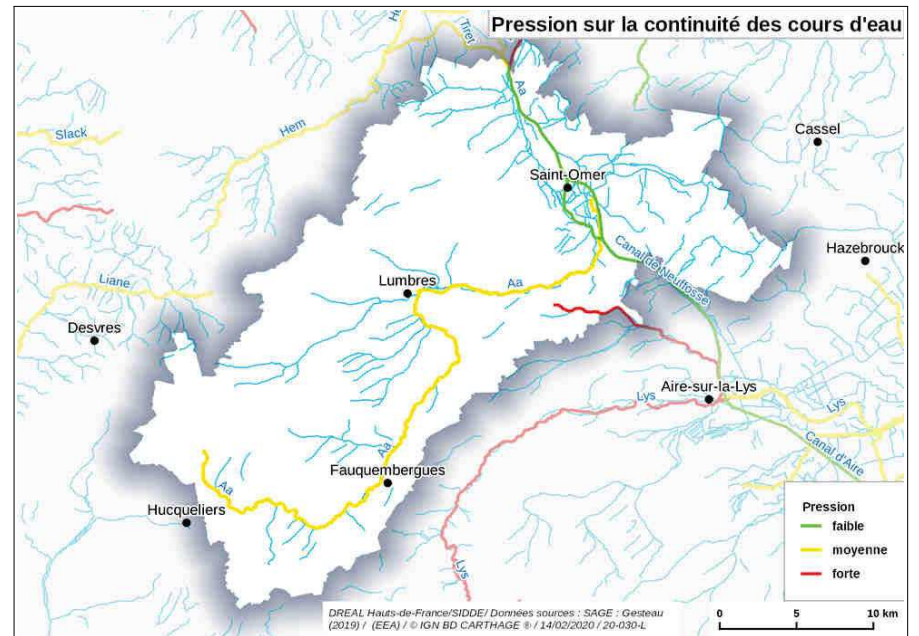 Pression sur la continuité des cours d'eau
Tiret
Aa
Slack
Hem
Cassel
Saint-Omer
Canal de Neuffossé
Hazebrouck
Liane
Lumbres
Aa
Desvres
Aire-sur-la-Lys
Lys
Lys
Aa
Canal d'Aire
Fauquembergues
Aa
Hucqueliers
Lys
Pression
faible
moyenne
forte
DREAL Hauts-de-France/SIDDE/ Données sources : SAGE : Gesteau
(2019) / (EEA) / © IGN BD CARTHAGE ® / 14/02/2020 / 20-030-L
0 5 10 km